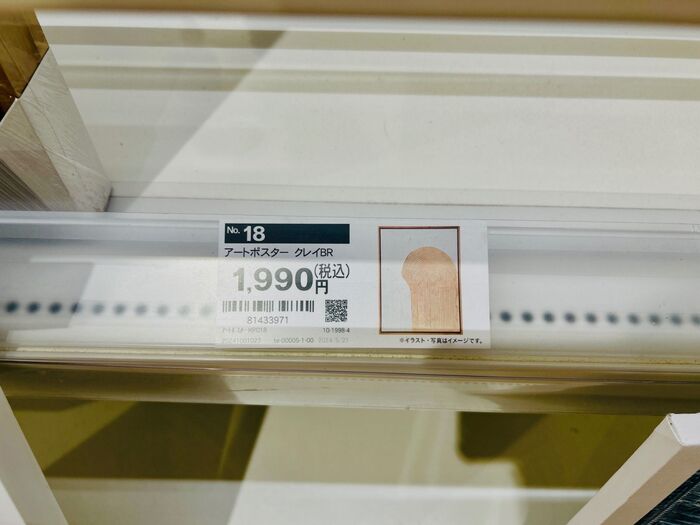 No. 18
アートポスター クレイBR
1,990円(税込)
81433971
10-1998-4
※イラスト・写真はイメージです。